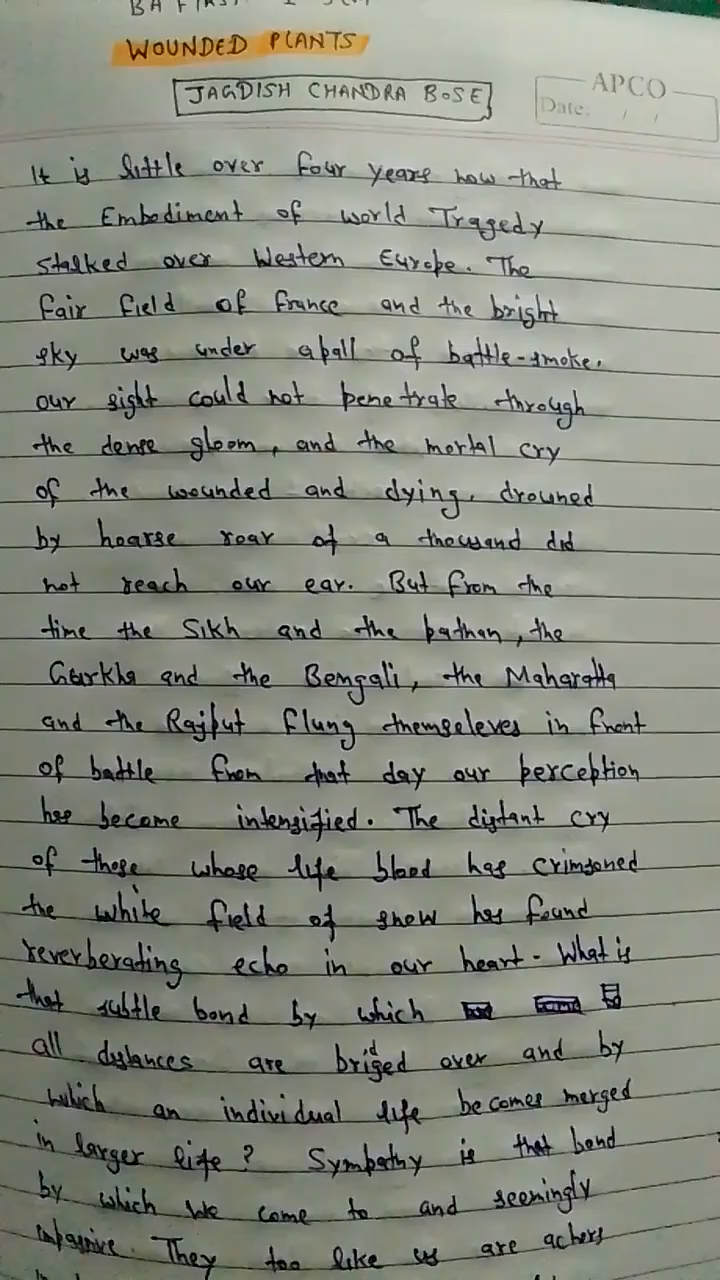 BA FIRST
WOUNDED PLANTS
JAGDISH CHANDRA BOSE
APCO
Date: / /
It is little over four years now that
the Embodiment of world Tragedy
stalked over Western Europe. The
fair field of france and the bright
sky was under a pall of battle-smoke.
our sight could not penetrate through
the dense gloom, and the mortal cry
of the wounded and dying, drowned
by hoarse roar of a thousand did
not reach our ear. But from the
time the Sikh and the pathan, the
Gurkha and the Bengali, the Maharatta
and the Rajput flung themseleves in front
of battle from that day our perception
has become intensified. The distant cry
of those whose life blood has crimsoned
the white field of snow has found
reverberating echo in our heart. What is
that subtle bond by which
all distances are bridged over and by
which an individual life becomes merged
in larger life? Sympathy is that bond
by which we come to and seemingly
They too like us are actors